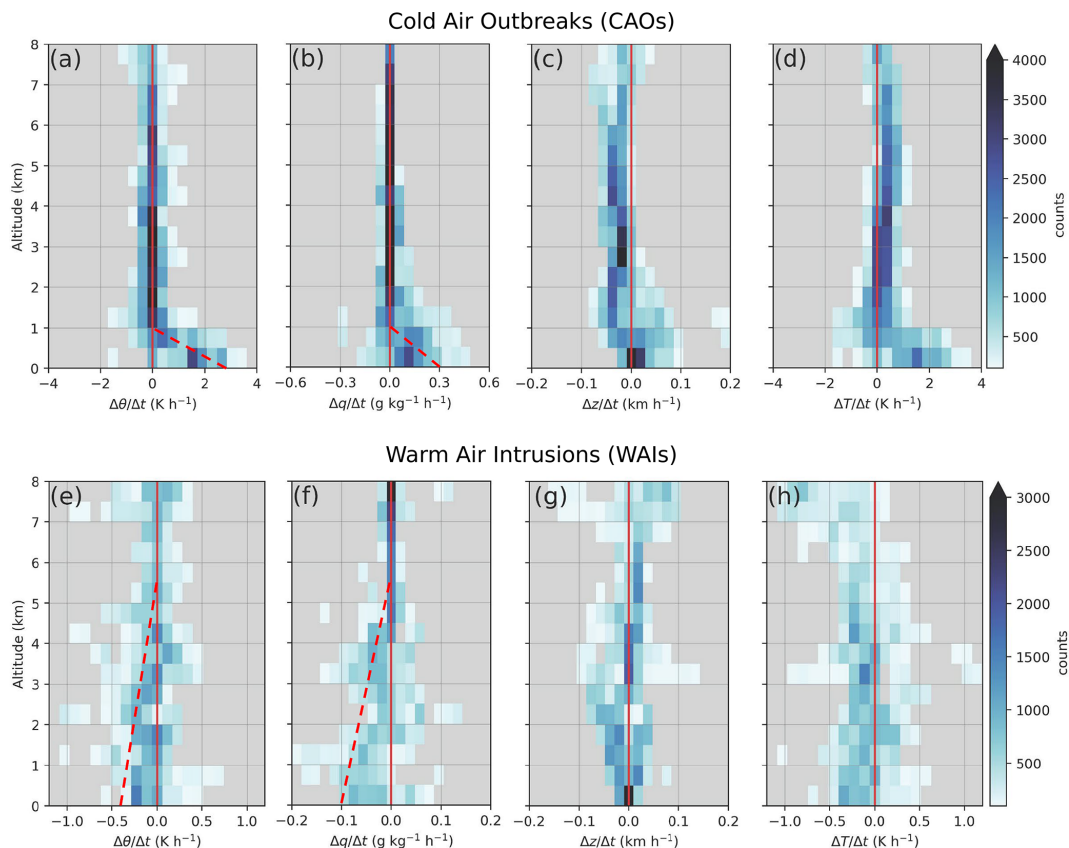 Cold Air Outbreaks (CAOs)
(a) (b) (c) (d)
8
7
6
5
4
3
2
1
0
Altitude (km)
−4 −2 0 2 4
−0.6 −0.3 0.0 0.3 0.6
−0.2 −0.1 0.0 0.1 0.2
−4 −2 0 2 4
Δθ/Δt (K h⁻¹)
Δq/Δt (g kg⁻¹ h⁻¹)
Δz/Δt (km h⁻¹)
ΔT/Δt (K h⁻¹)
4000
3500
3000
2500
2000
1500
1000
500
counts
Warm Air Intrusions (WAIs)
(e) (f) (g) (h)
8
7
6
5
4
3
2
1
0
Altitude (km)
−1.0 −0.5 0.0 0.5 1.0
−0.2 −0.1 0.0 0.1 0.2
−0.2 −0.1 0.0 0.1 0.2
−1.0 −0.5 0.0 0.5 1.0
Δθ/Δt (K h⁻¹)
Δq/Δt (g kg⁻¹ h⁻¹)
Δz/Δt (km h⁻¹)
ΔT/Δt (K h⁻¹)
3000
2500
2000
1500
1000
500
counts